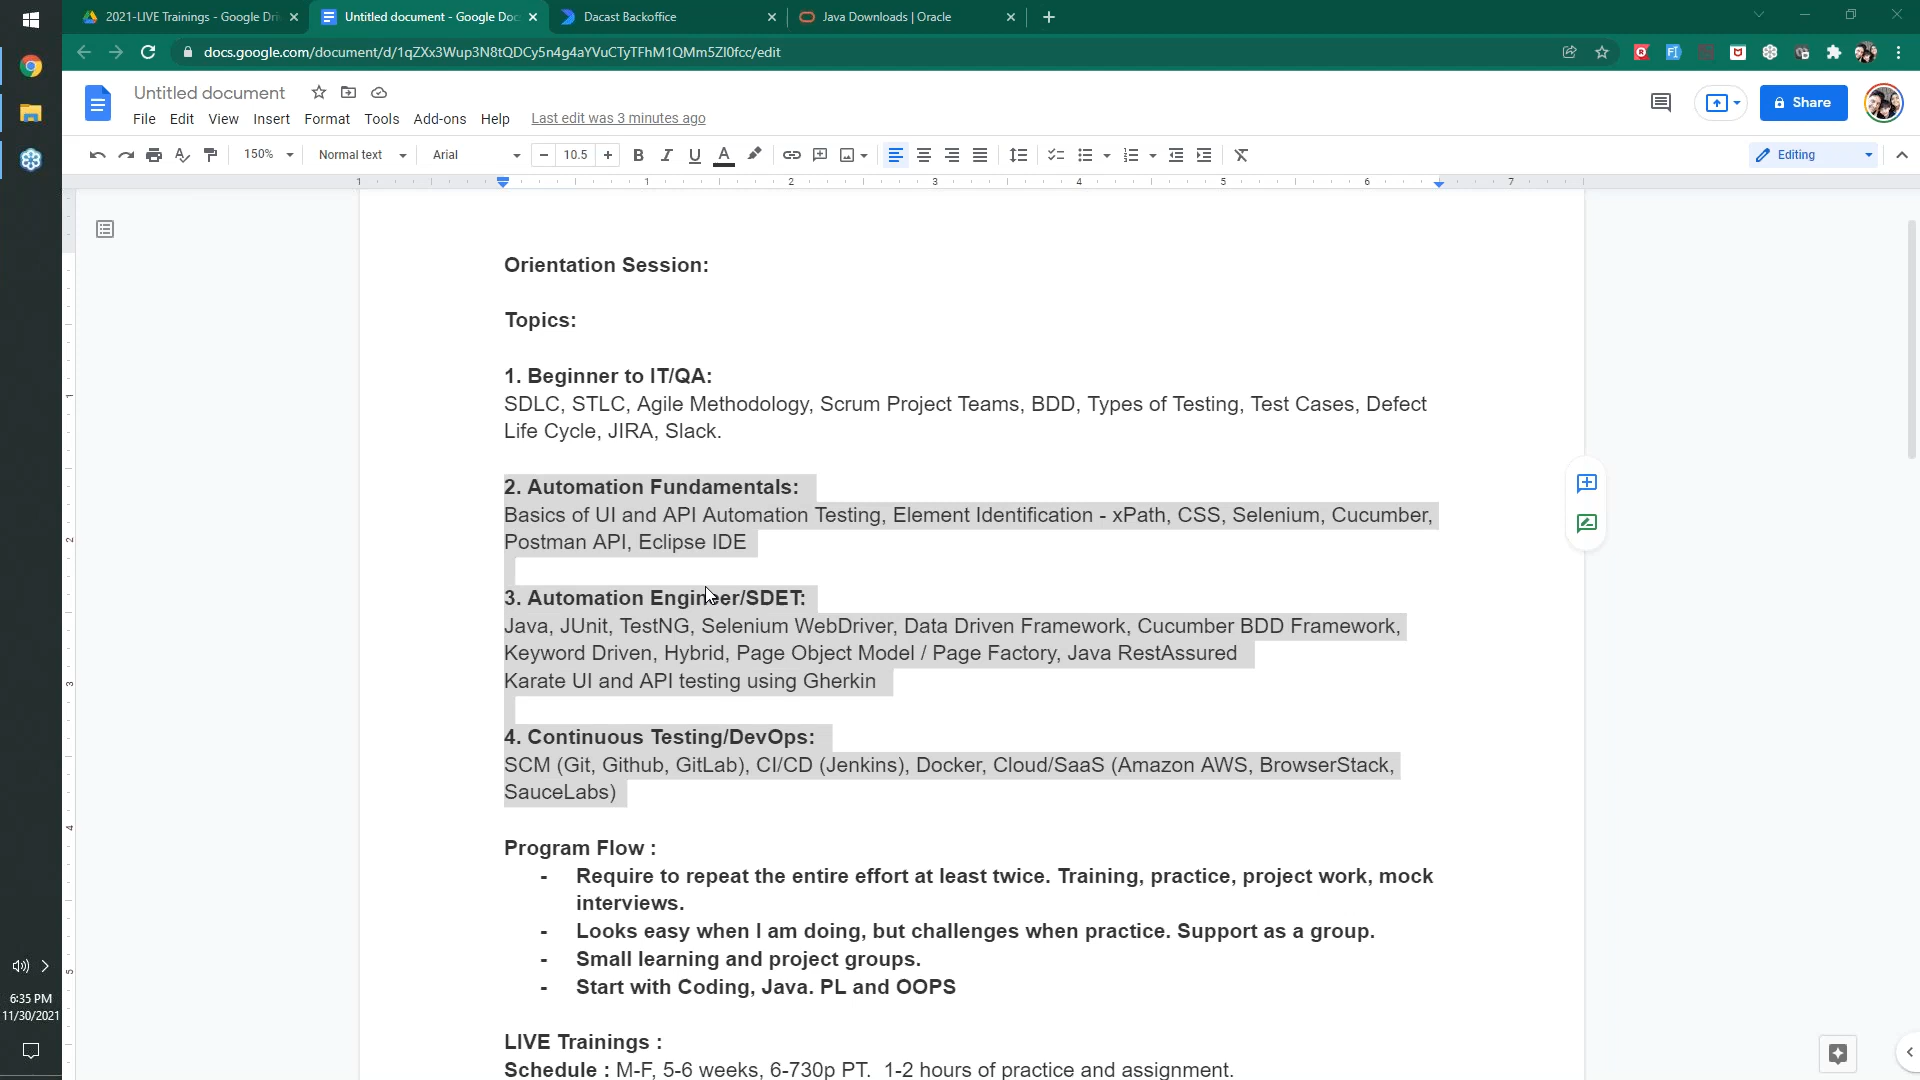 2021-LIVE Trainings - Google Dri
Untitled document - Google Doc
Dacast Backoffice
Java Downloads | Oracle
docs.google.com/document/d/1qZXx3Wup3N8tQDCy5n4g4aYVuCTyTFhM1QMm5ZI0fcc/edit
Untitled document
File Edit View Insert Format Tools Add-ons Help Last edit was 3 minutes ago
Share
150% Normal text Arial 10.5 Editing
1 1 2 3 4 5 6 7
Orientation Session:
Topics:
1. Beginner to IT/QA:
SDLC, STLC, Agile Methodology, Scrum Project Teams, BDD, Types of Testing, Test Cases, Defect
Life Cycle, JIRA, Slack.
2. Automation Fundamentals:
Basics of UI and API Automation Testing, Element Identification - xPath, CSS, Selenium, Cucumber,
Postman API, Eclipse IDE
3. Automation Engineer/SDET:
Java, JUnit, TestNG, Selenium WebDriver, Data Driven Framework, Cucumber BDD Framework,
Keyword Driven, Hybrid, Page Object Model / Page Factory, Java RestAssured
Karate UI and API testing using Gherkin
4. Continuous Testing/DevOps:
SCM (Git, Github, GitLab), CI/CD (Jenkins), Docker, Cloud/SaaS (Amazon AWS, BrowserStack,
SauceLabs)
Program Flow :
- Require to repeat the entire effort at least twice. Training, practice, project work, mock
interviews.
- Looks easy when I am doing, but challenges when practice. Support as a group.
- Small learning and project groups.
- Start with Coding, Java. PL and OOPS
LIVE Trainings :
Schedule : M-F, 5-6 weeks, 6-730p PT. 1-2 hours of practice and assignment.
6:35 PM
11/30/2021